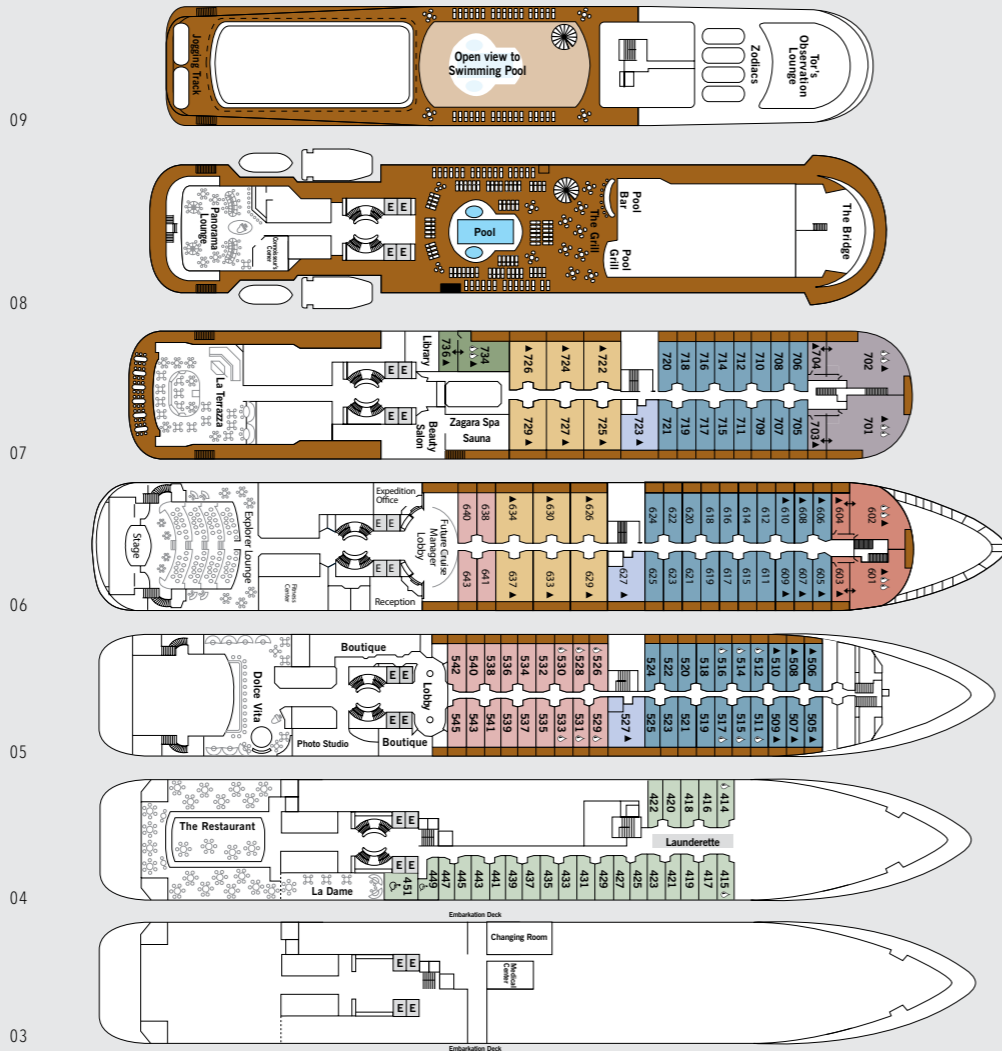 Jogging Track
Open view to
Swimming Pool
Zodiacs
Tor's
Observation
Lounge
09
Panorama
Lounge
Connoisseur's
Corner
E E
E E
Pool
The Grill
Pool
Bar
Pool
Grill
The Bridge
08
La Terrazza
E E
E E
Library
Beauty
Salon
Zagara Spa
Sauna
736 734 726 724 722 720 718 716 714 712 710 708 706 704 702
729 727 725 723 721 719 717 715 711 709 707 705 703 701
07
Stage
Explorer Lounge
Fitness
Center
Expedition
Office
E E
E E
Reception
Lobby
Future Cruise
Manager
640 638 634 630 626 624 622 620 618 616 614 612 610 608 606 604 602
643 641 637 633 629 627 625 623 621 619 617 615 611 609 607 605 603 601
06
Dolce Vita
Boutique
E E
E E
Photo Studio
Boutique
Lobby
542 540 538 536 534 532 530 528 526 524 522 520 518 516 514 512 510 508 506
545 543 541 539 537 535 533 531 529 527 525 523 521 519 517 515 511 509 507 505
05
The Restaurant
E E
E E
La Dame
422 420 418 416 414
Launderette
451 449 447 445 443 441 439 437 435 433 431 429 427 425 423 421 419 417 415
04
Embarkation Deck
Changing Room
Medical
Center
E E
E E
03
Embarkation Deck